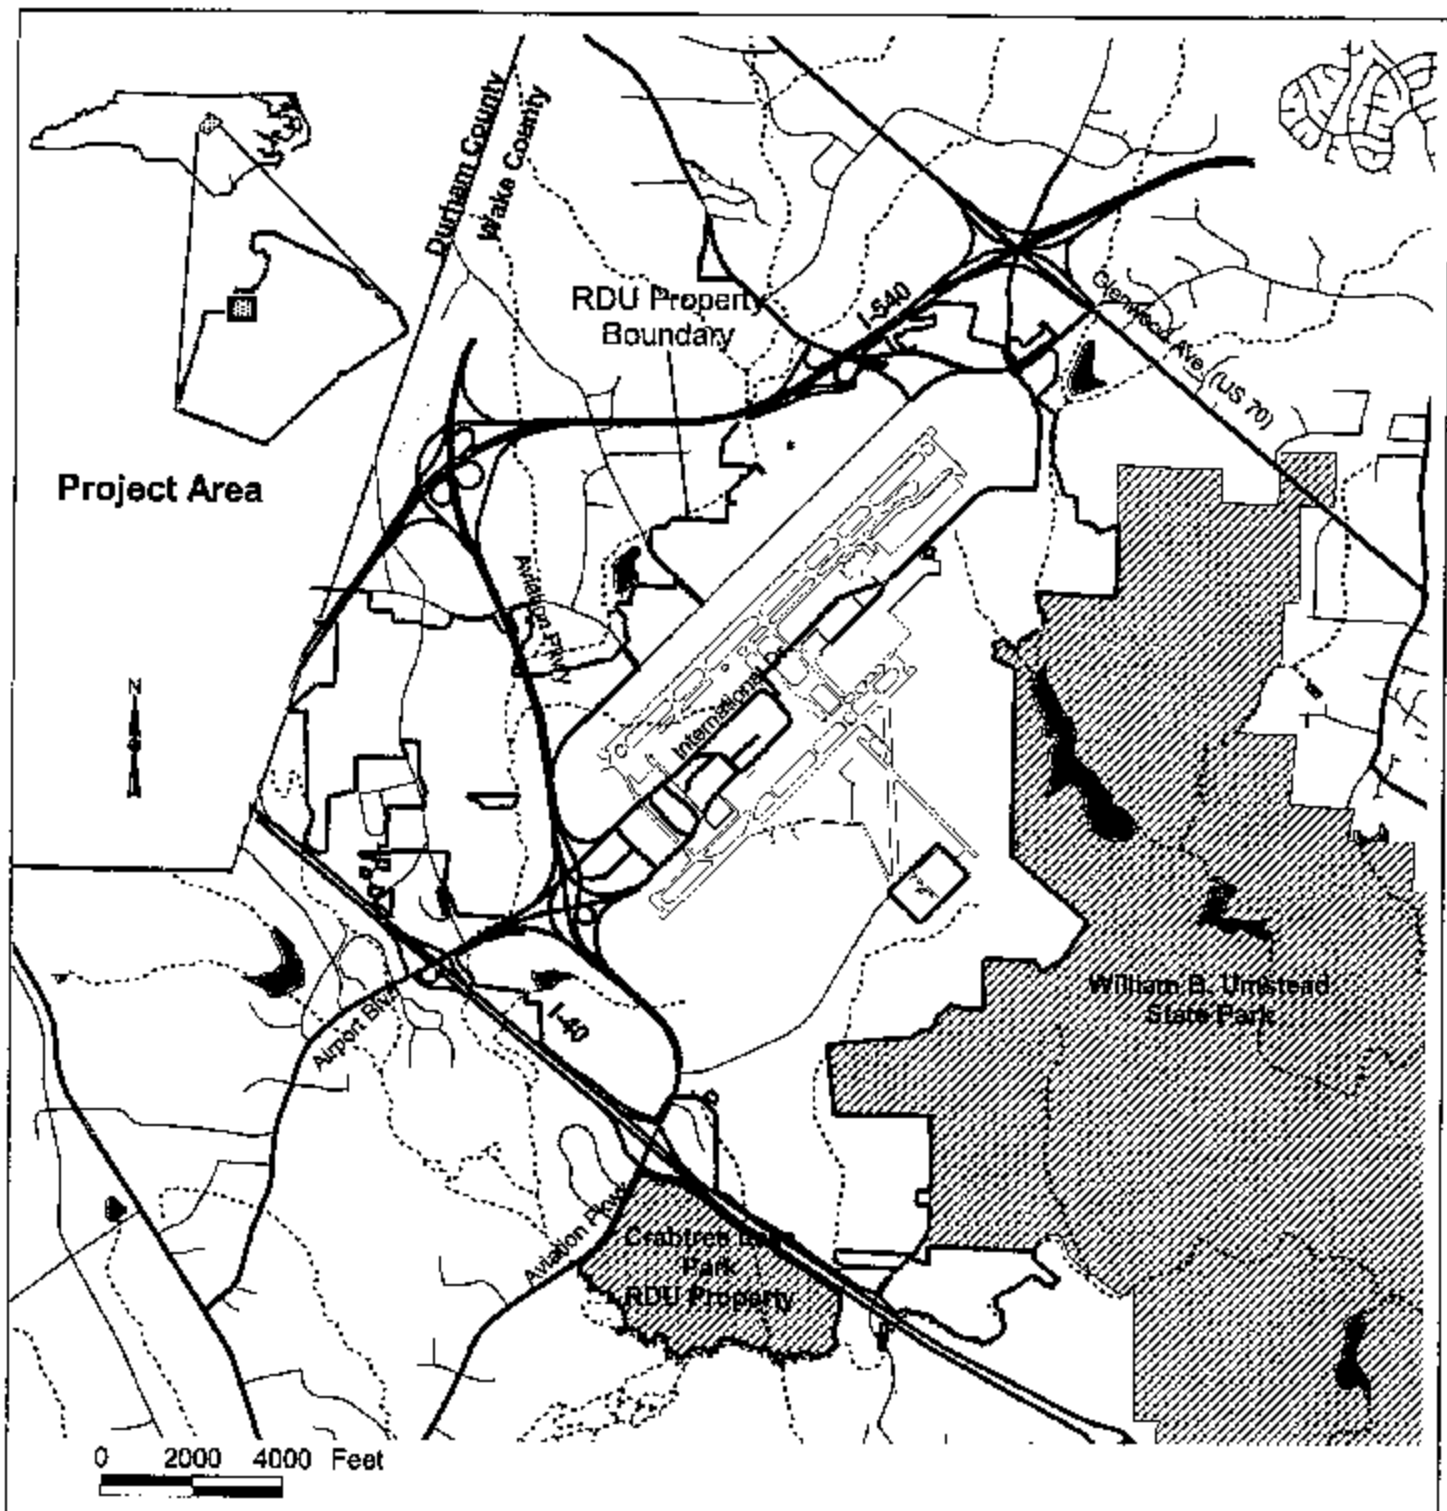 Durham County
Wake County
RDU Property
Boundary
I-540
Glenwood Ave. (US 70)
Project Area
Aviation Pkwy
N
International Dr
William B. Umstead
State Park
I-40
Airport Blvd
Aviation Pkwy
Crabtree
Park
RDU Property
0 2000 4000 Feet